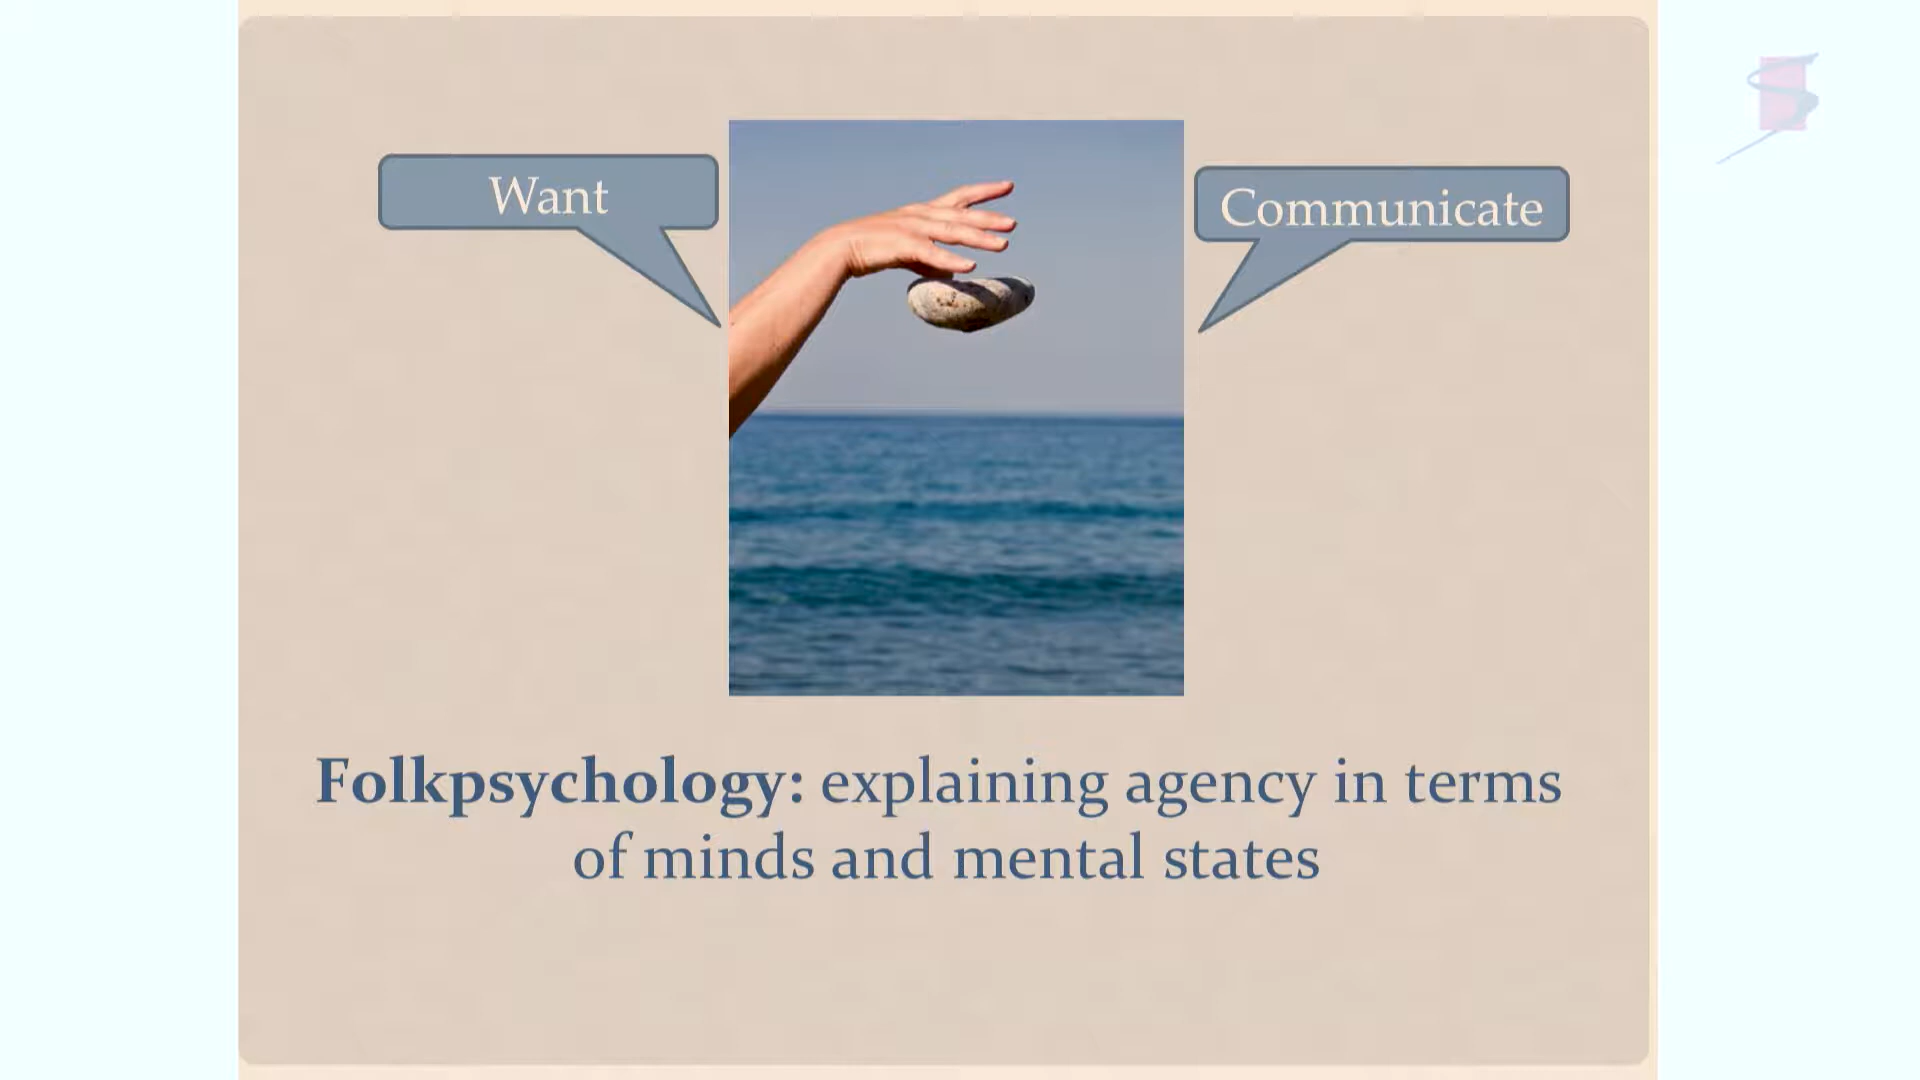 Want
Communicate
Folkpsychology: explaining agency in terms
of minds and mental states